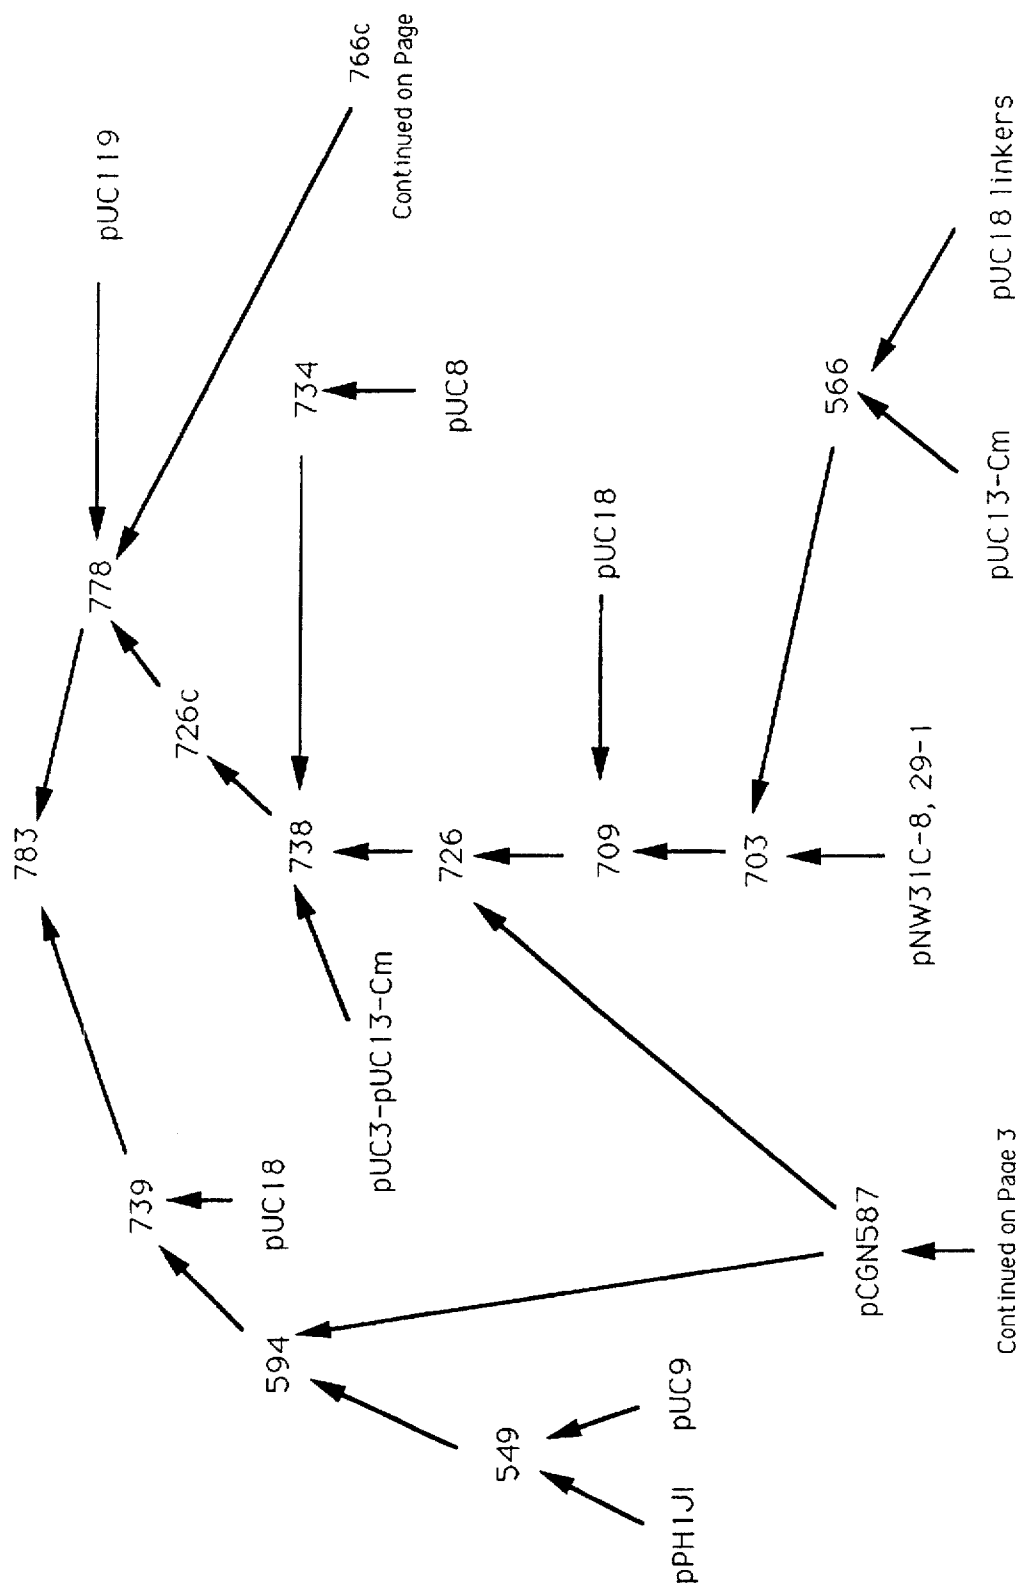 783
778
pUC119
739
726c
pUC18
594
738
734
766c
Continued on Page
pUC3-pUC13-Cm
pUC8
726
549
709
pUC18
pPH1J1
pUC9
703
566
pCGN587
pNW31C-8, 29-1
pUC13-Cm
pUC18 linkers
Continued on Page 3